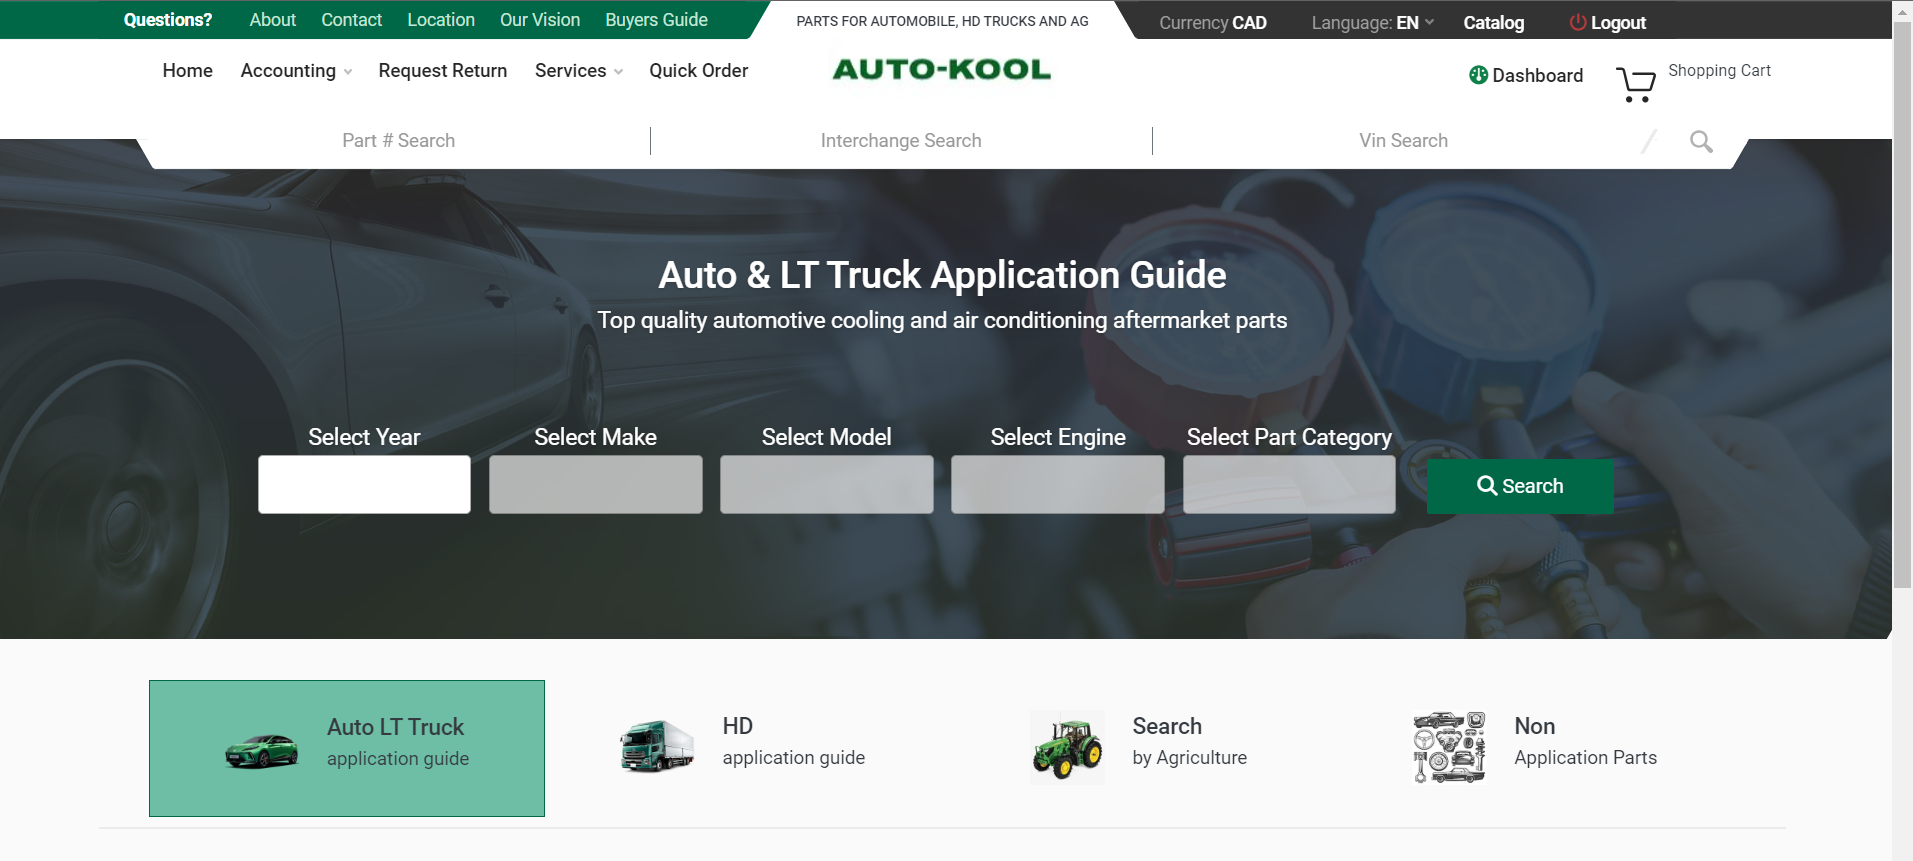 Questions? About Contact Location Our Vision Buyers Guide
PARTS FOR AUTOMOBILE, HD TRUCKS AND AG
Currency CAD Language: EN Catalog Logout
Home Accounting Request Return Services Quick Order
AUTO-KOOL
Dashboard Shopping Cart
Part # Search Interchange Search Vin Search
Auto & LT Truck Application Guide
Top quality automotive cooling and air conditioning aftermarket parts
Select Year Select Make Select Model Select Engine Select Part Category
Search
Auto LT Truck
application guide
HD
application guide
Search
by Agriculture
Non
Application Parts